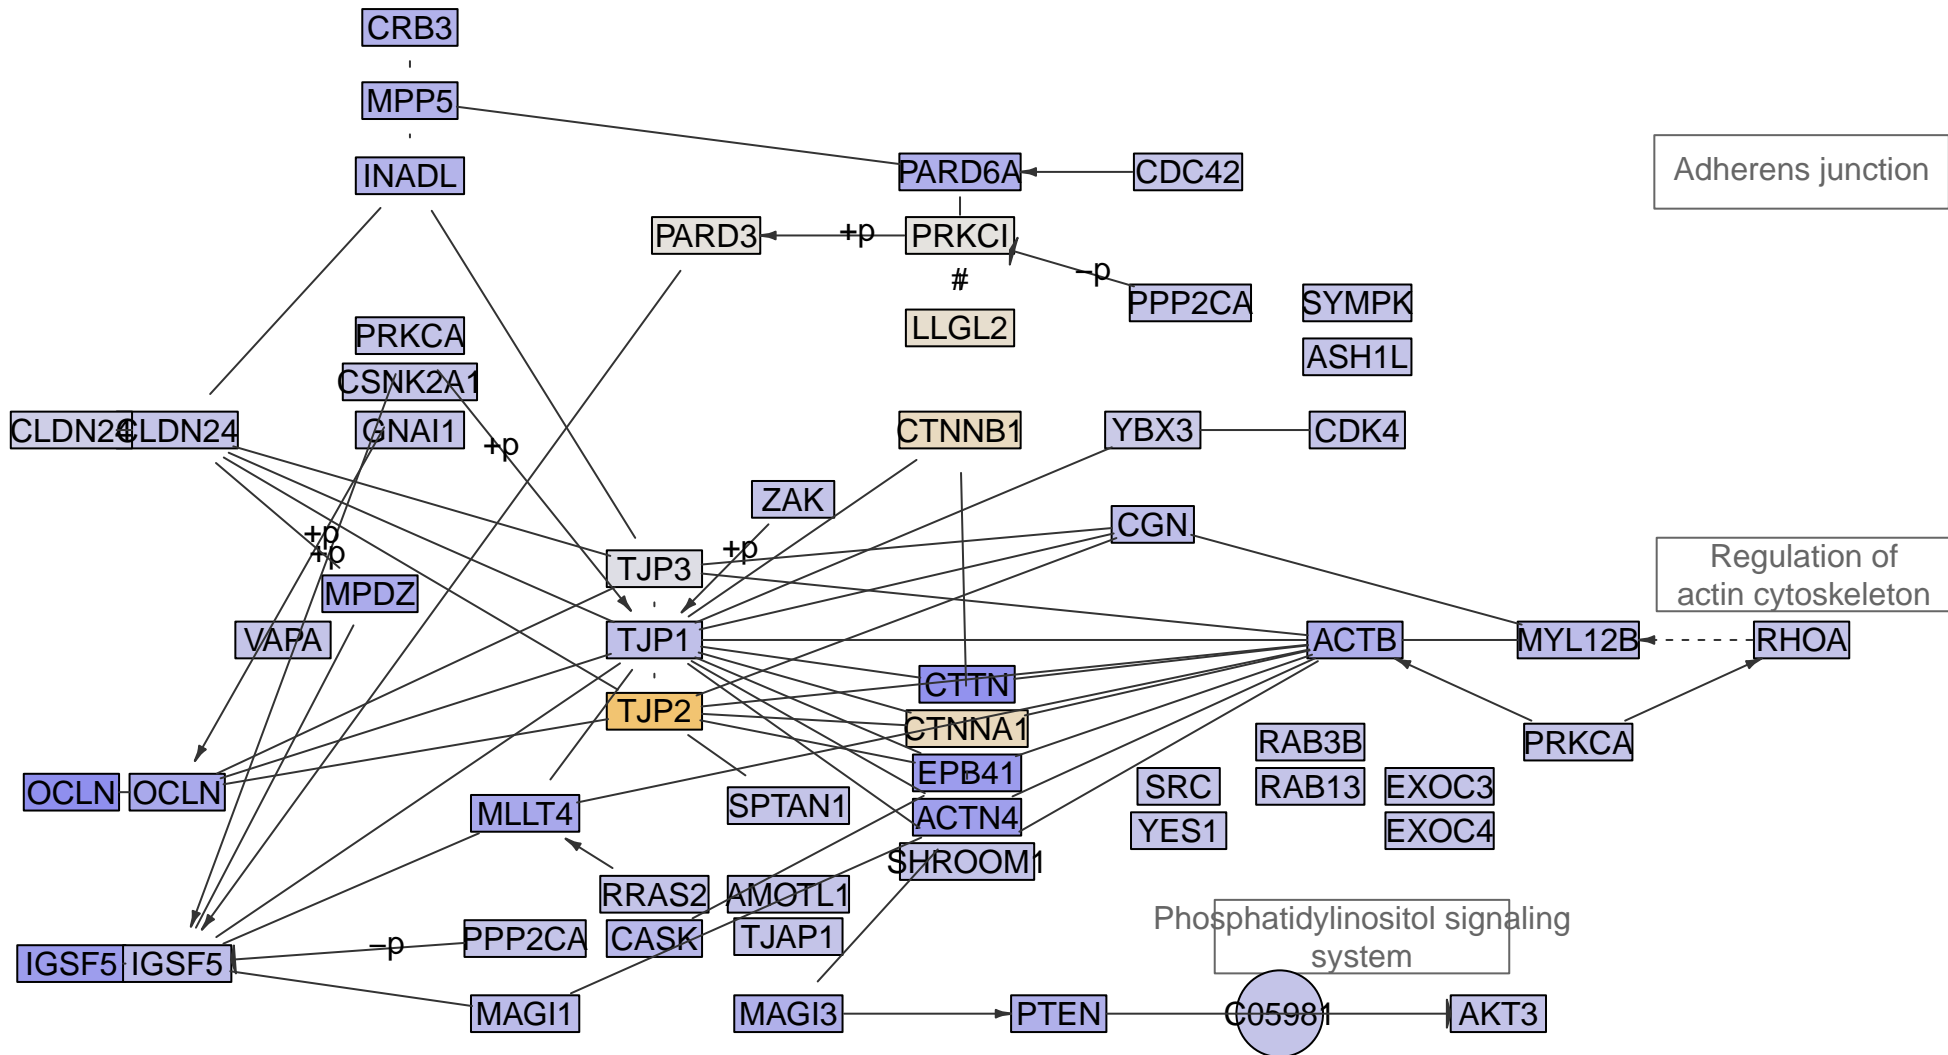 CRB3
MPP5
INADL
PARD6A
CDC42
Adherens junction
PARD3
+p
PRKCI
−p
#
PPP2CA
SYMPK
LLGL2
PRKCA
ASH1L
CSNK2A1
CLDN24
CLDN24
GNAI1
+p
CTNNB1
YBX3
CDK4
ZAK
CGN
+p
+p
+p
TJP3
Regulation of
actin cytoskeleton
MPDZ
VAPA
TJP1
ACTB
MYL12B
RHOA
CTTN
TJP2
CTNNA1
RAB3B
PRKCA
EPB41
OCLN
OCLN
SRC
RAB13
EXOC3
MLLT4
SPTAN1
ACTN4
YES1
EXOC4
SHROOM1
RRAS2
AMOTL1
Phosphatidylinositol signaling
system
PPP2CA
CASK
TJAP1
−p
IGSF5
IGSF5
MAGI1
MAGI3
PTEN
C05981
AKT3